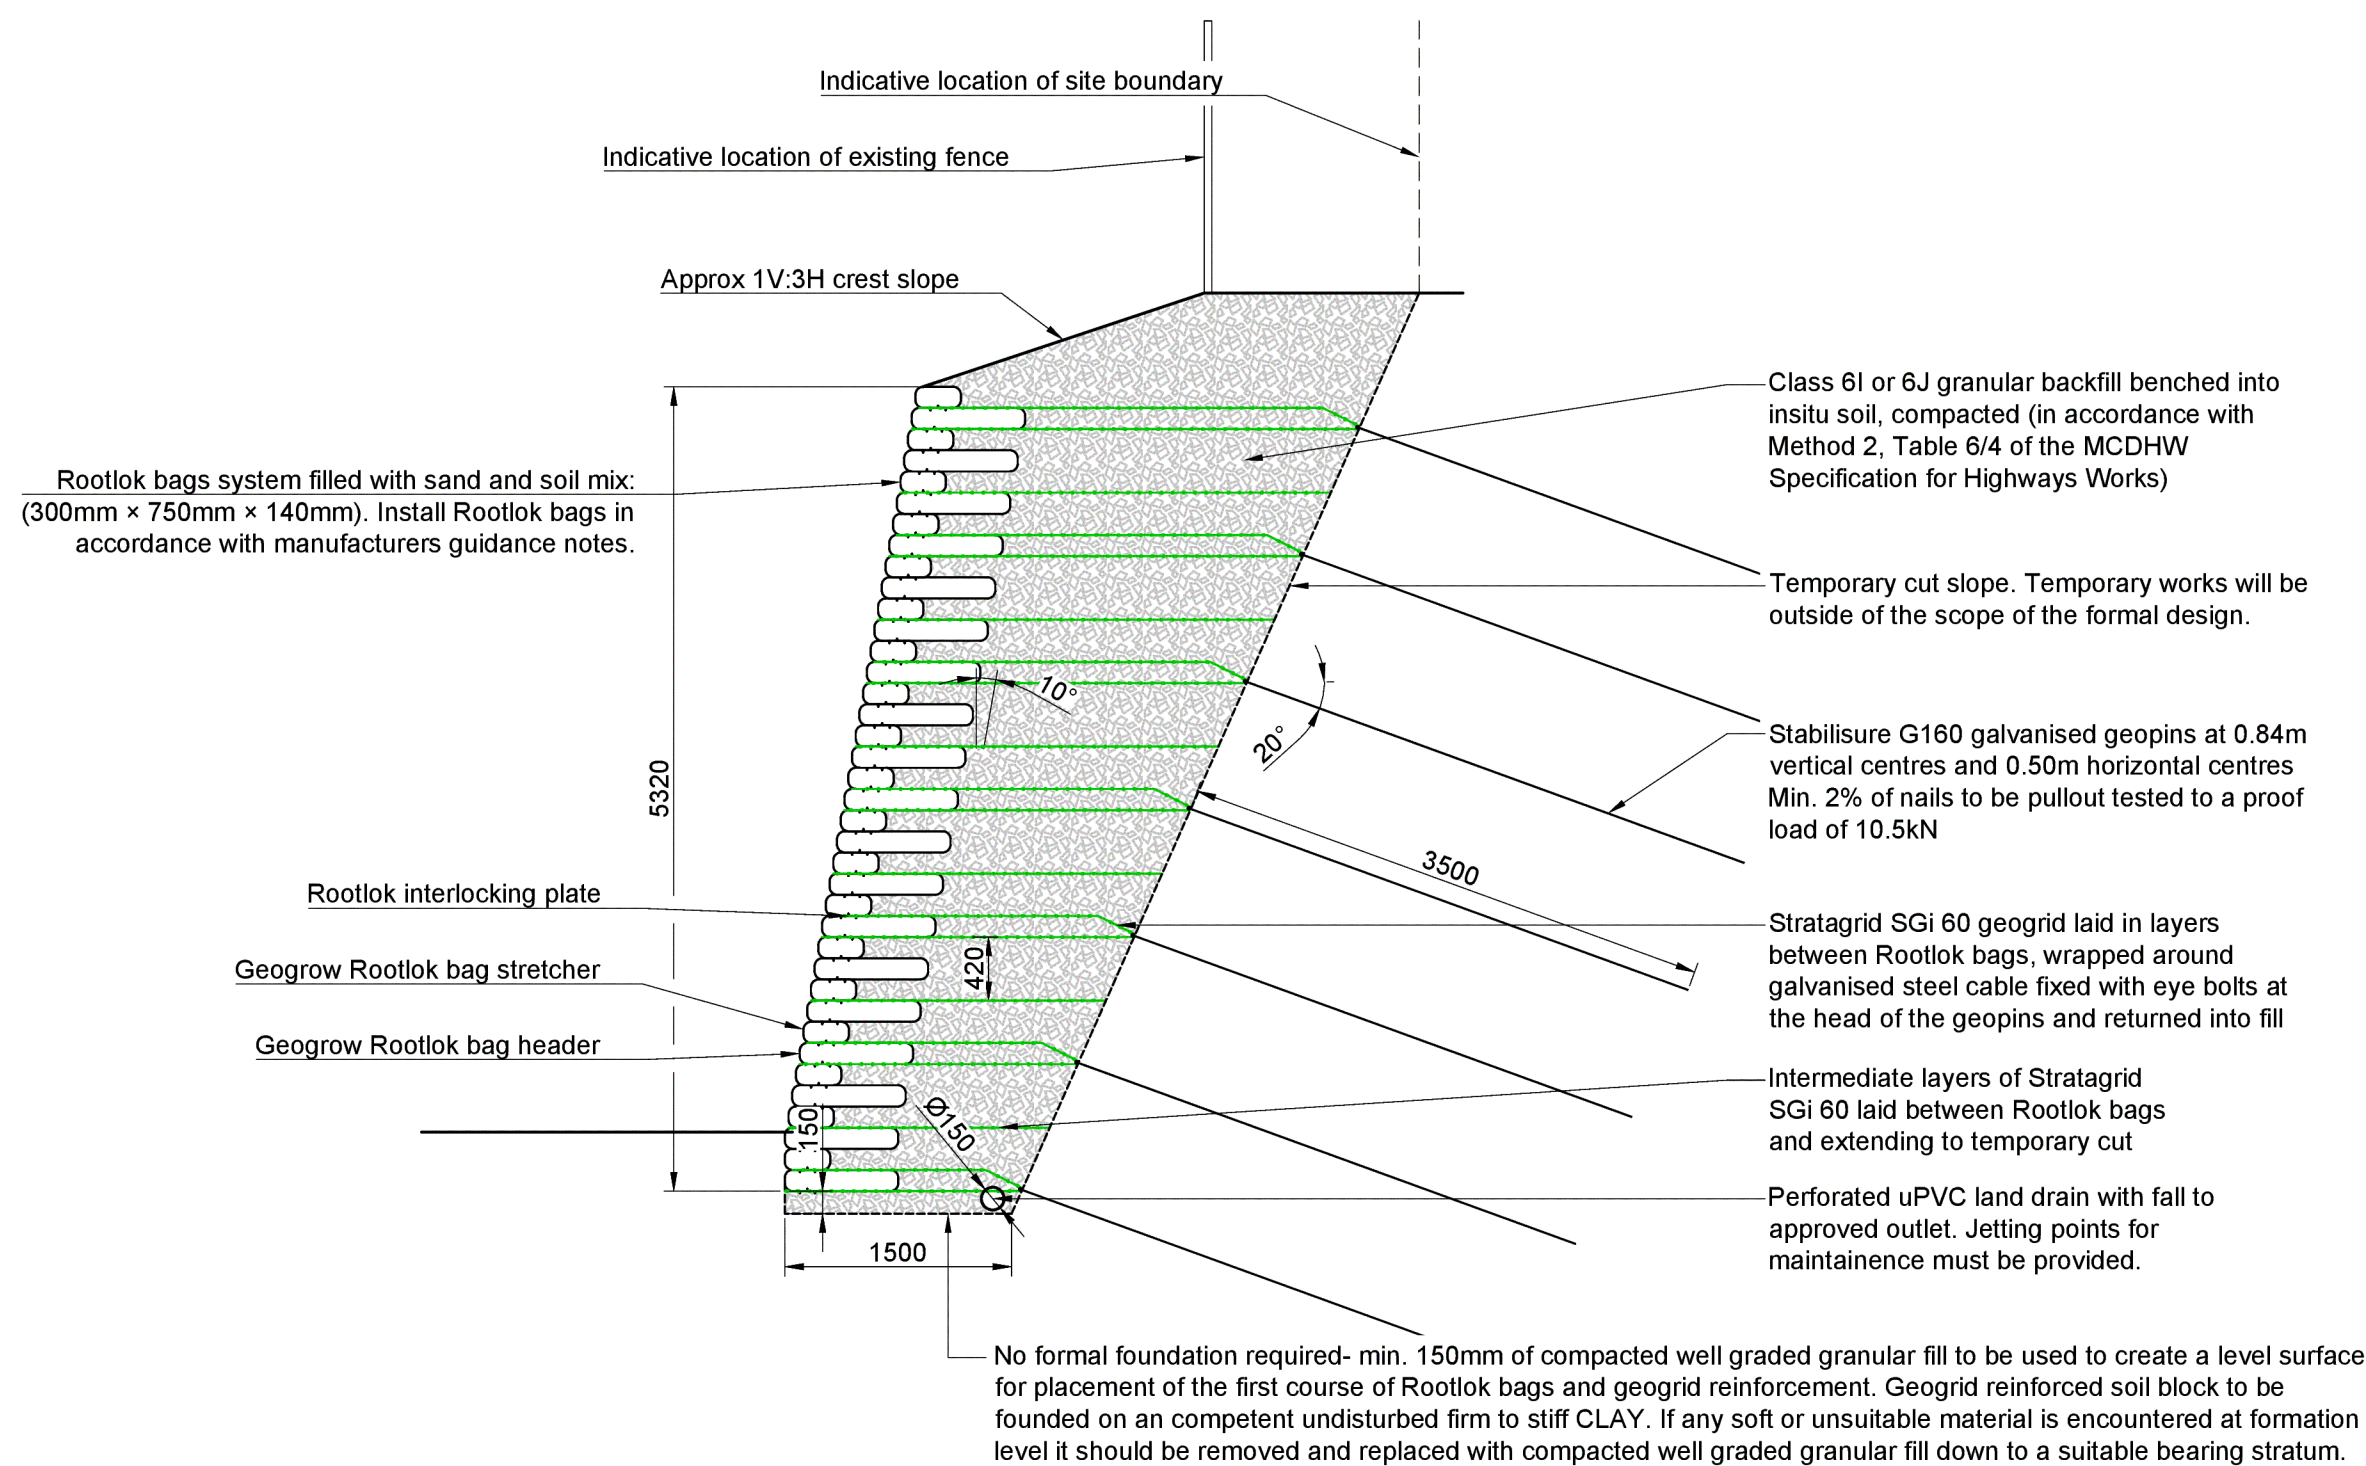 Indicative location of site boundary
Indicative location of existing fence
Approx 1V:3H crest slope
Class 6I or 6J granular backfill benched into
insitu soil, compacted (in accordance with
Method 2, Table 6/4 of the MCDHW
Specification for Highways Works)
Rootlok bags system filled with sand and soil mix:
(300mm × 750mm × 140mm). Install Rootlok bags in
accordance with manufacturers guidance notes.
Temporary cut slope. Temporary works will be
outside of the scope of the formal design.
10°
20°
Stabilisure G160 galvanised geopins at 0.84m
vertical centres and 0.50m horizontal centres
Min. 2% of nails to be pullout tested to a proof
load of 10.5kN
5320
3500
Rootlok interlocking plate
Stratagrid SGi 60 geogrid laid in layers
between Rootlok bags, wrapped around
galvanised steel cable fixed with eye bolts at
the head of the geopins and returned into fill
420
Geogrow Rootlok bag stretcher
Geogrow Rootlok bag header
Intermediate layers of Stratagrid
SGi 60 laid between Rootlok bags
and extending to temporary cut
150
Φ150
Perforated uPVC land drain with fall to
approved outlet. Jetting points for
maintainence must be provided.
1500
No formal foundation required- min. 150mm of compacted well graded granular fill to be used to create a level surface
for placement of the first course of Rootlok bags and geogrid reinforcement. Geogrid reinforced soil block to be
founded on an competent undisturbed firm to stiff CLAY. If any soft or unsuitable material is encountered at formation
level it should be removed and replaced with compacted well graded granular fill down to a suitable bearing stratum.